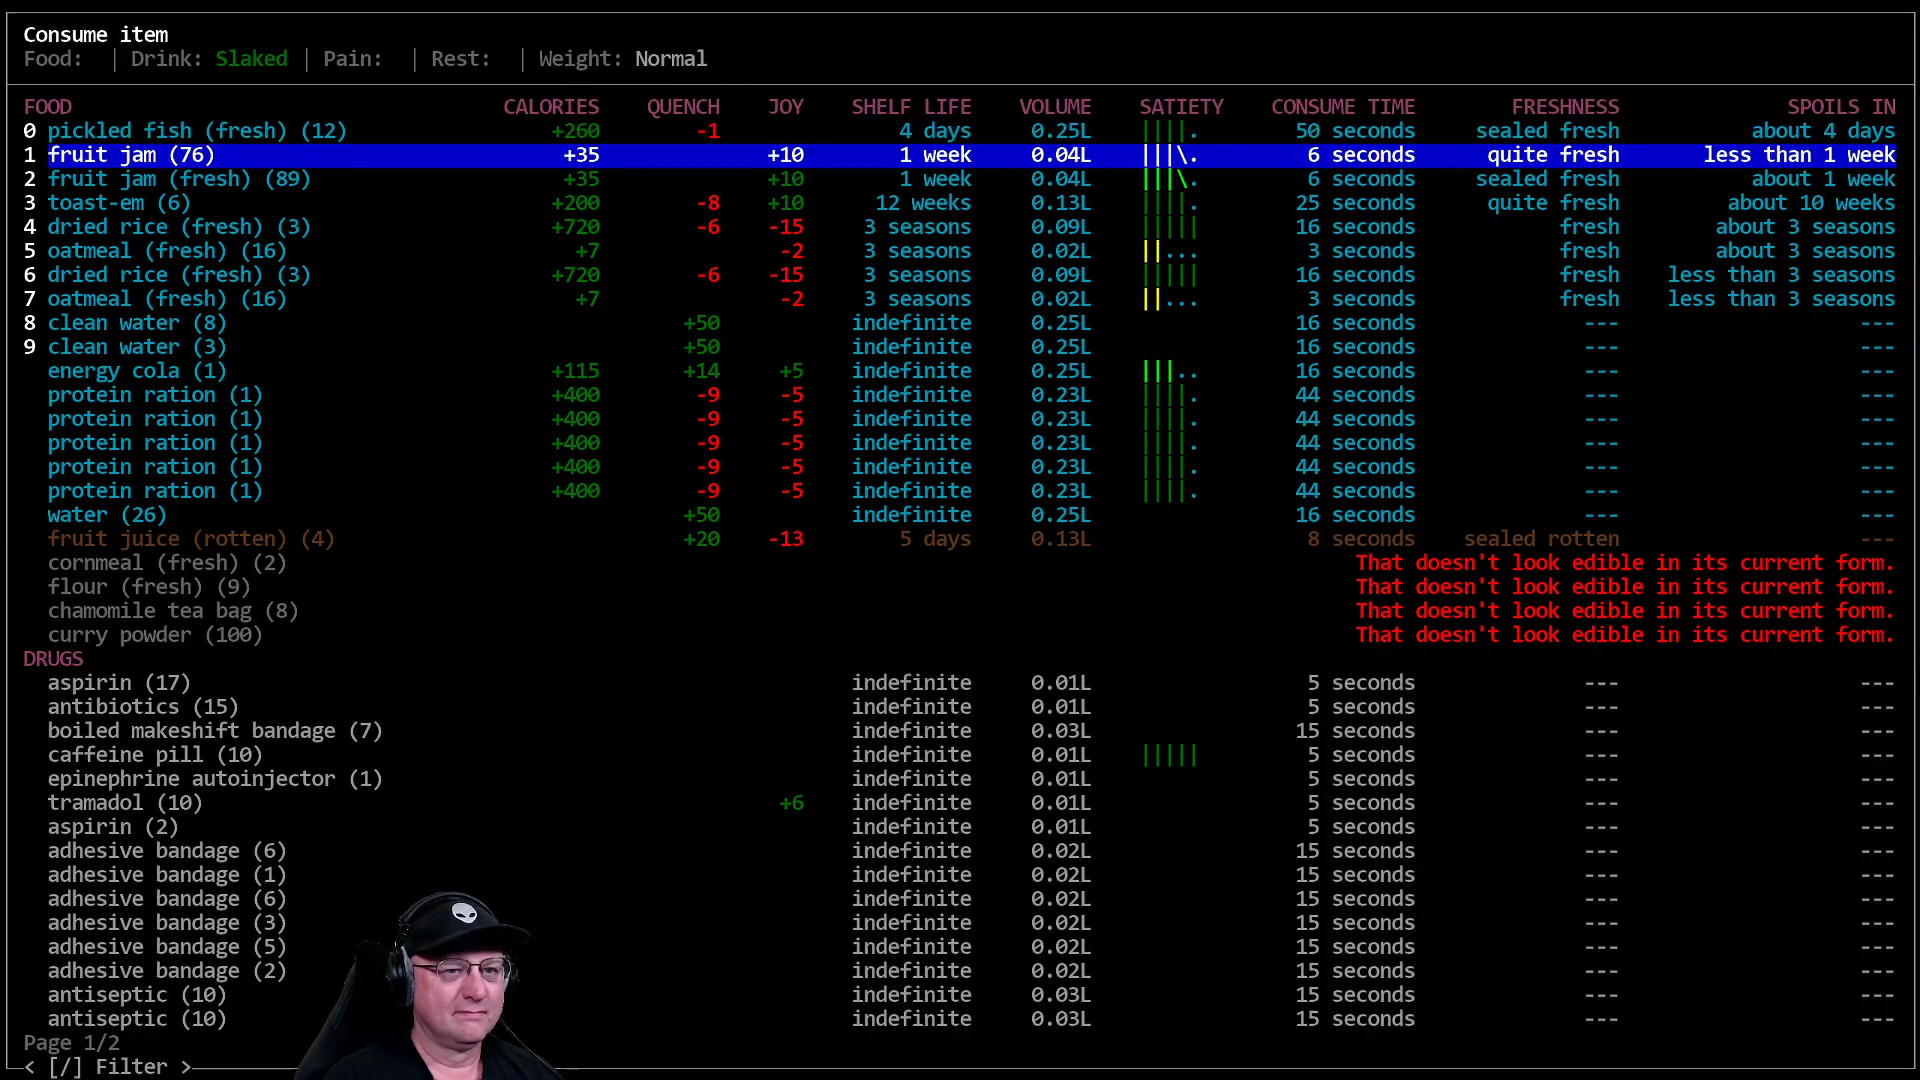 Consume item
Food: | Drink: Slaked | Pain: | Rest: | Weight: Normal
FOOD CALORIES QUENCH JOY SHELF LIFE VOLUME SATIETY CONSUME TIME FRESHNESS SPOILS IN
0 pickled fish (fresh) (12) +260 -1 4 days 0.25L ||||. 50 seconds sealed fresh about 4 days
1 fruit jam (76) +35 +10 1 week 0.04L |||\. 6 seconds quite fresh less than 1 week
2 fruit jam (fresh) (89) +35 +10 1 week 0.04L |||\. 6 seconds sealed fresh about 1 week
3 toast-em (6) +200 -8 +10 12 weeks 0.13L ||||. 25 seconds quite fresh about 10 weeks
4 dried rice (fresh) (3) +720 -6 -15 3 seasons 0.09L ||||| 16 seconds fresh about 3 seasons
5 oatmeal (fresh) (16) +7 -2 3 seasons 0.02L ||... 3 seconds fresh about 3 seasons
6 dried rice (fresh) (3) +720 -6 -15 3 seasons 0.09L ||||| 16 seconds fresh less than 3 seasons
7 oatmeal (fresh) (16) +7 -2 3 seasons 0.02L ||... 3 seconds fresh less than 3 seasons
8 clean water (8) +50 indefinite 0.25L 16 seconds --- ---
9 clean water (3) +50 indefinite 0.25L 16 seconds --- ---
energy cola (1) +115 +14 +5 indefinite 0.25L |||.. 16 seconds --- ---
protein ration (1) +400 -9 -5 indefinite 0.23L ||||. 44 seconds --- ---
protein ration (1) +400 -9 -5 indefinite 0.23L ||||. 44 seconds --- ---
protein ration (1) +400 -9 -5 indefinite 0.23L ||||. 44 seconds --- ---
protein ration (1) +400 -9 -5 indefinite 0.23L ||||. 44 seconds --- ---
protein ration (1) +400 -9 -5 indefinite 0.23L ||||. 44 seconds --- ---
water (26) +50 indefinite 0.25L 16 seconds --- ---
fruit juice (rotten) (4) +20 -13 5 days 0.13L 8 seconds sealed rotten ---
cornmeal (fresh) (2) That doesn't look edible in its current form.
flour (fresh) (9) That doesn't look edible in its current form.
chamomile tea bag (8) That doesn't look edible in its current form.
curry powder (100) That doesn't look edible in its current form.
DRUGS
aspirin (17) indefinite 0.01L 5 seconds --- ---
antibiotics (15) indefinite 0.01L 5 seconds --- ---
boiled makeshift bandage (7) indefinite 0.03L 15 seconds --- ---
caffeine pill (10) indefinite 0.01L ||||| 5 seconds --- ---
epinephrine autoinjector (1) indefinite 0.01L 5 seconds --- ---
tramadol (10) +6 indefinite 0.01L 5 seconds --- ---
aspirin (2) indefinite 0.01L 5 seconds --- ---
adhesive bandage (6) indefinite 0.02L 15 seconds --- ---
adhesive bandage (1) indefinite 0.02L 15 seconds --- ---
adhesive bandage (6) indefinite 0.02L 15 seconds --- ---
adhesive bandage (3) indefinite 0.02L 15 seconds --- ---
adhesive bandage (5) indefinite 0.02L 15 seconds --- ---
adhesive bandage (2) indefinite 0.02L 15 seconds --- ---
antiseptic (10) indefinite 0.03L 15 seconds --- ---
antiseptic (10) indefinite 0.03L 15 seconds --- ---
Page 1/2
< [/] Filter >